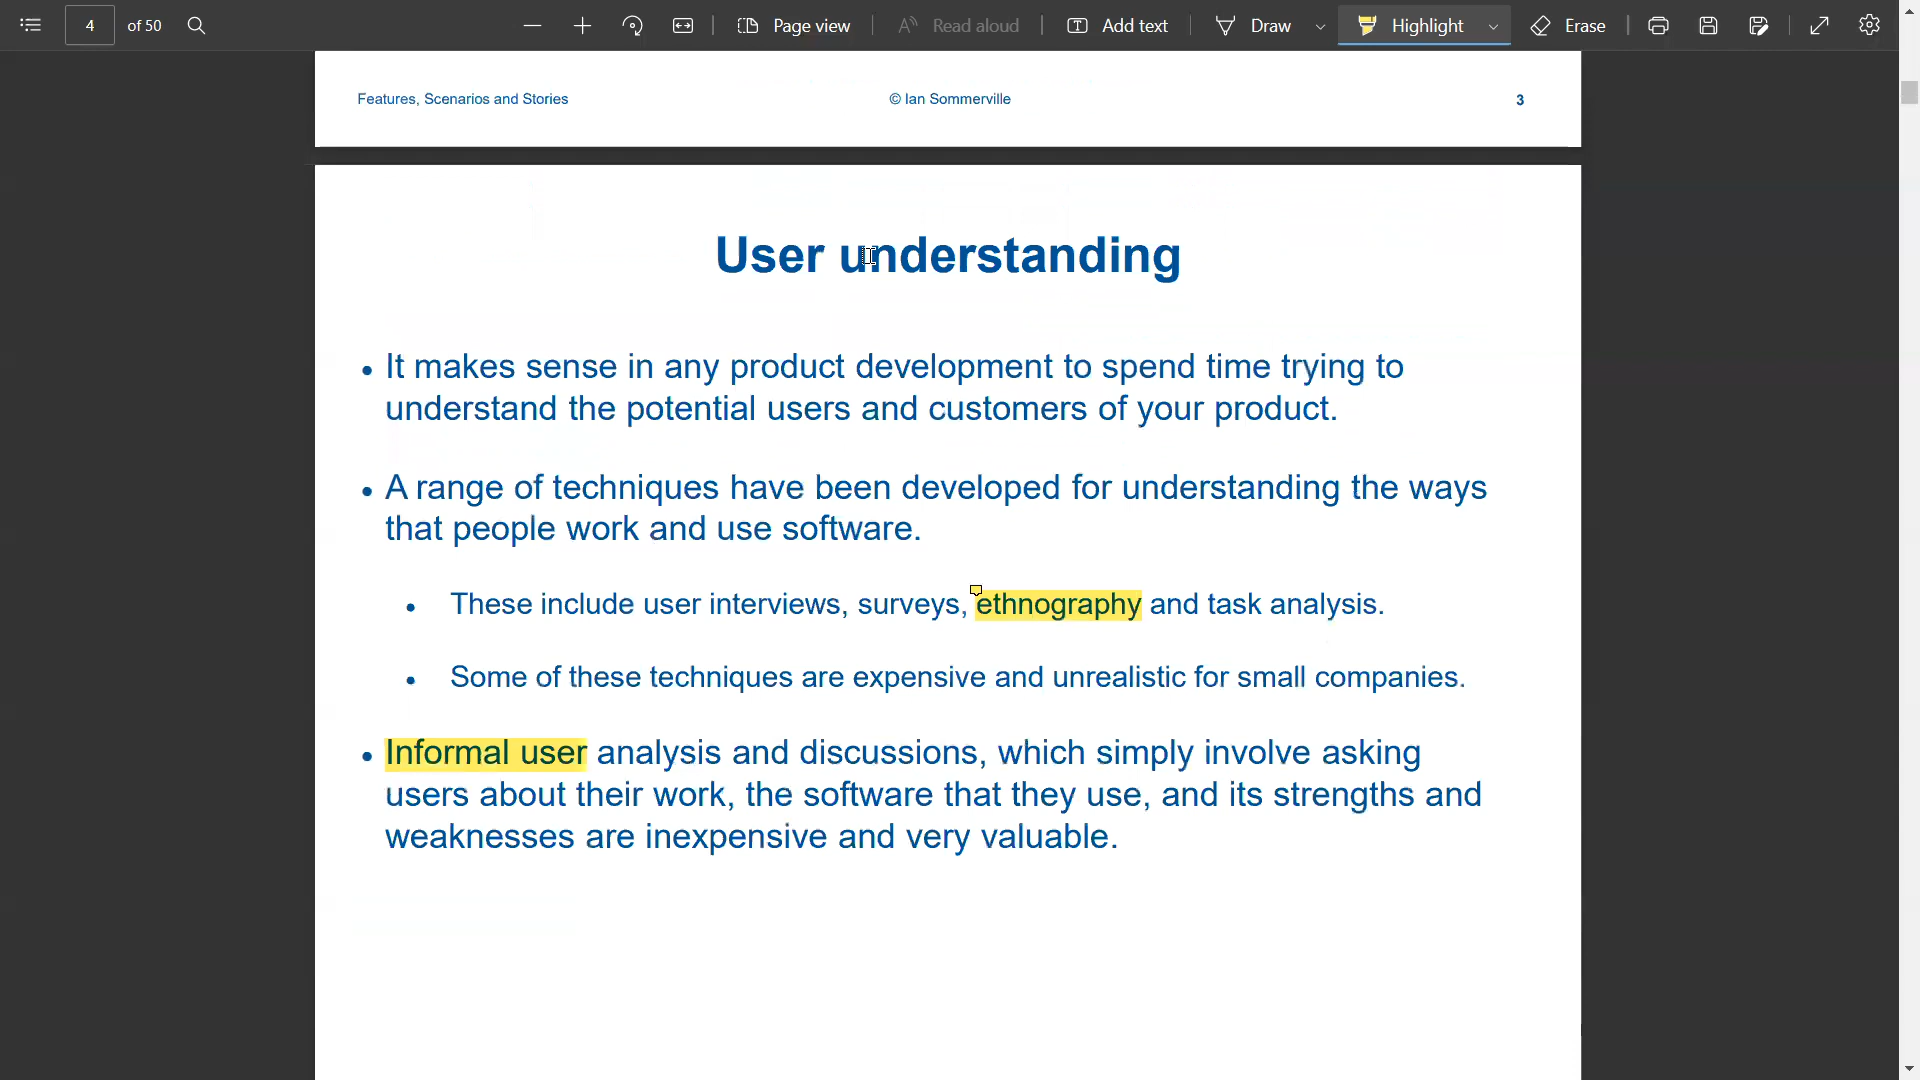 4 of 50 Page view Read aloud Add text Draw Highlight Erase
Features, Scenarios and Stories © Ian Sommerville 3
User understanding
• It makes sense in any product development to spend time trying to
understand the potential users and customers of your product.
• A range of techniques have been developed for understanding the ways
that people work and use software.
• These include user interviews, surveys, ethnography and task analysis.
• Some of these techniques are expensive and unrealistic for small companies.
• Informal user analysis and discussions, which simply involve asking
users about their work, the software that they use, and its strengths and
weaknesses are inexpensive and very valuable.